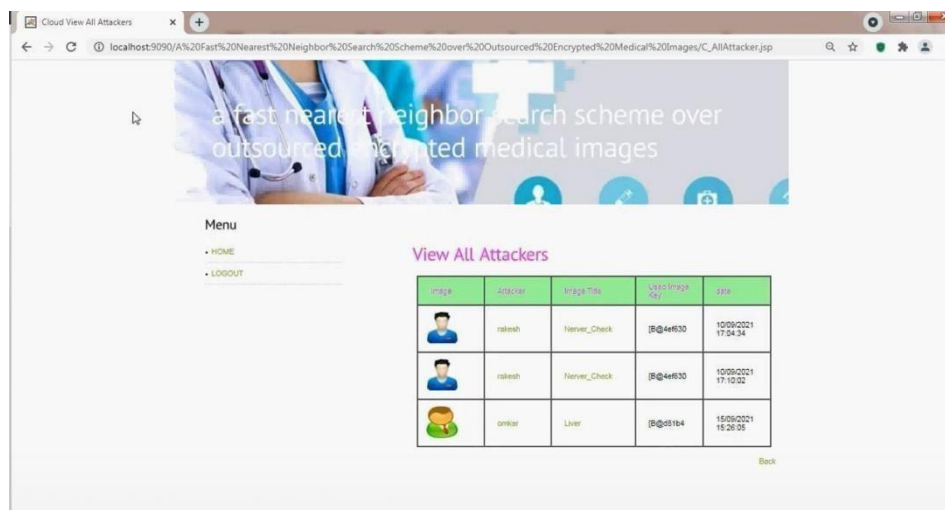 Cloud View All Attackers
localhost:9090/A%20Fast%20Nearest%20Neighbor%20Search%20Scheme%20over%20Outsourced%20Encrypted%20Medical%20Images/C_AllAttacker.jsp
a fast nearest neighbor search scheme over
outsourced encrypted medical images
Menu
HOME
LOGOUT
View All Attackers
Image Attacker Image Title Used Image Key date
rakesh Nerver_Check [B@4ef630 10/09/2021 17:04:34
rakesh Nerver_Check [B@4ef630 10/09/2021 17:10:02
omkar Liver [B@d51b4 15/09/2021 15:26:05
Back